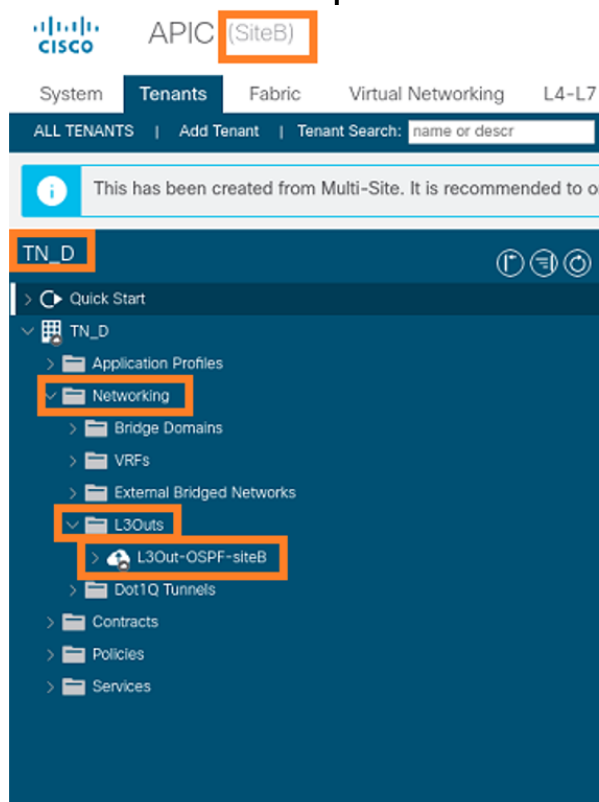 cisco APIC (SiteB)
System Tenants Fabric Virtual Networking L4-L7
ALL TENANTS | Add Tenant | Tenant Search: name or descr
This has been created from Multi-Site. It is recommended to o
TN_D
Quick Start
TN_D
Application Profiles
Networking
Bridge Domains
VRFs
External Bridged Networks
L3Outs
L3Out-OSPF-siteB
Dot1Q Tunnels
Contracts
Policies
Services